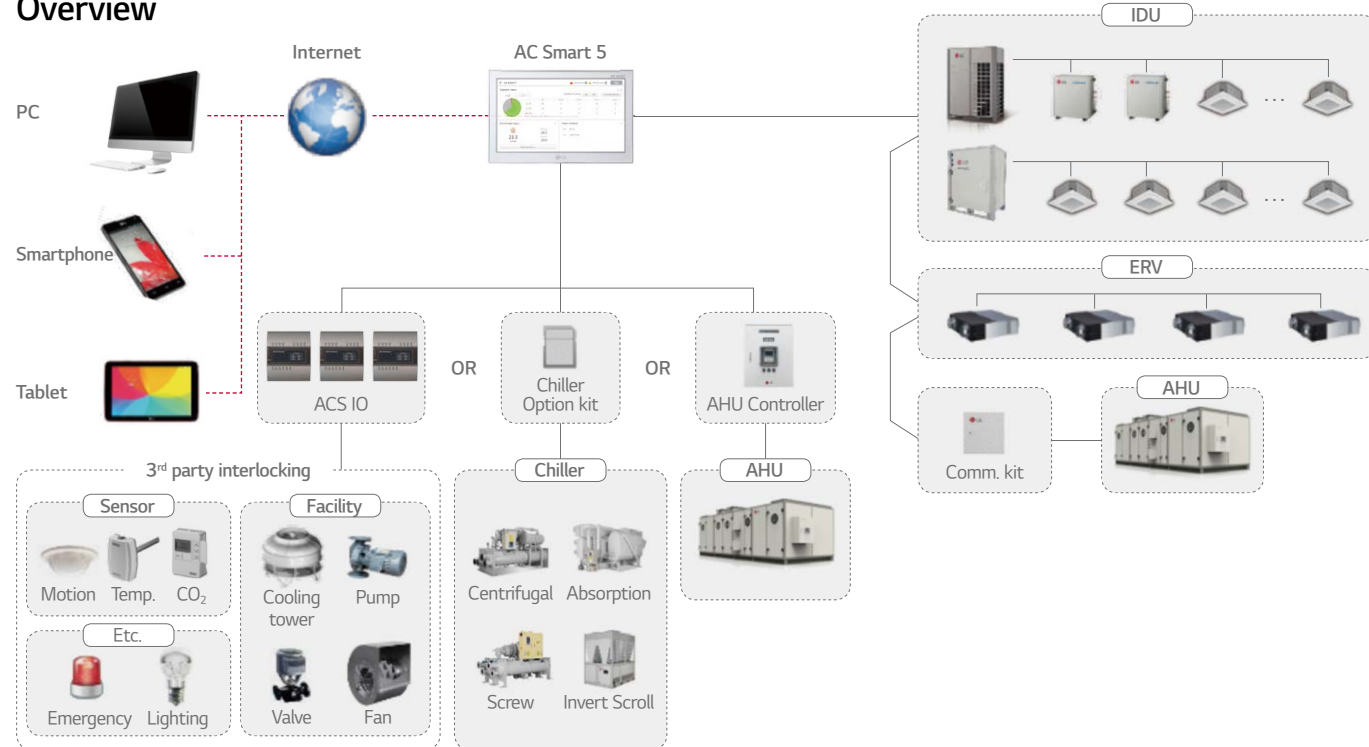 Overview
IDU
Internet
AC Smart 5
PC
Smartphone
ERV
Tablet
ACS IO
OR
Chiller
Option kit
OR
AHU Controller
Comm. kit
AHU
3rd party interlocking
Sensor
Motion
Temp.
CO2
Etc.
Emergency
Lighting
Facility
Cooling
tower
Pump
Valve
Fan
Chiller
Centrifugal
Absorption
Screw
Invert Scroll
AHU